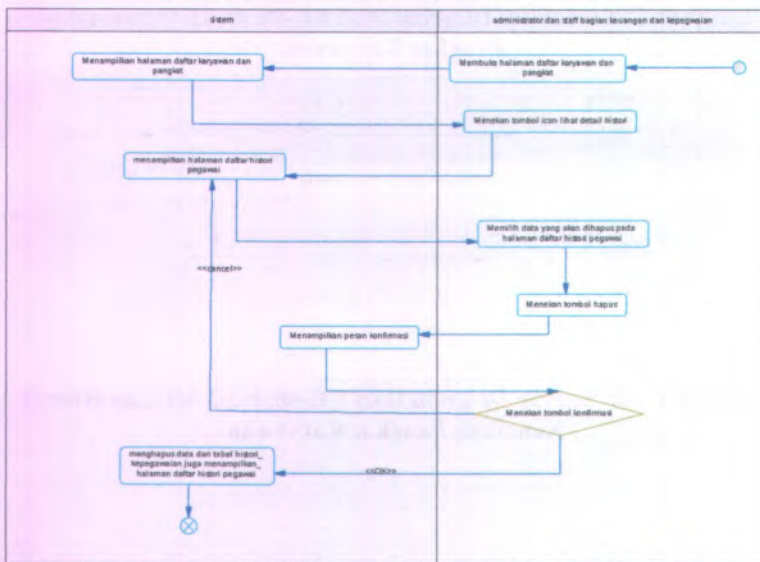 sistem
administrator dan staff bagian keuangan dan kepegwaian
Menampilkan halaman daftar karyawan dan
pangkat
Membuka halaman daftar karyawan dan
pangkat
Menekan tombol icon lihat detail histori
menampilkan halaman daftar histori
pegawai
Memilih data yang akan dihapus pada
halaman daftar histori pegawai
<<cancel>>
Menekan tombol hapus
Menampilkan pesan konfirmasi
Menekan tombol konfirmasi
menghapus data dari tabel histori_
kepegawaian juga menampilkan_
halaman daftar histori pegawai
<<OK>>